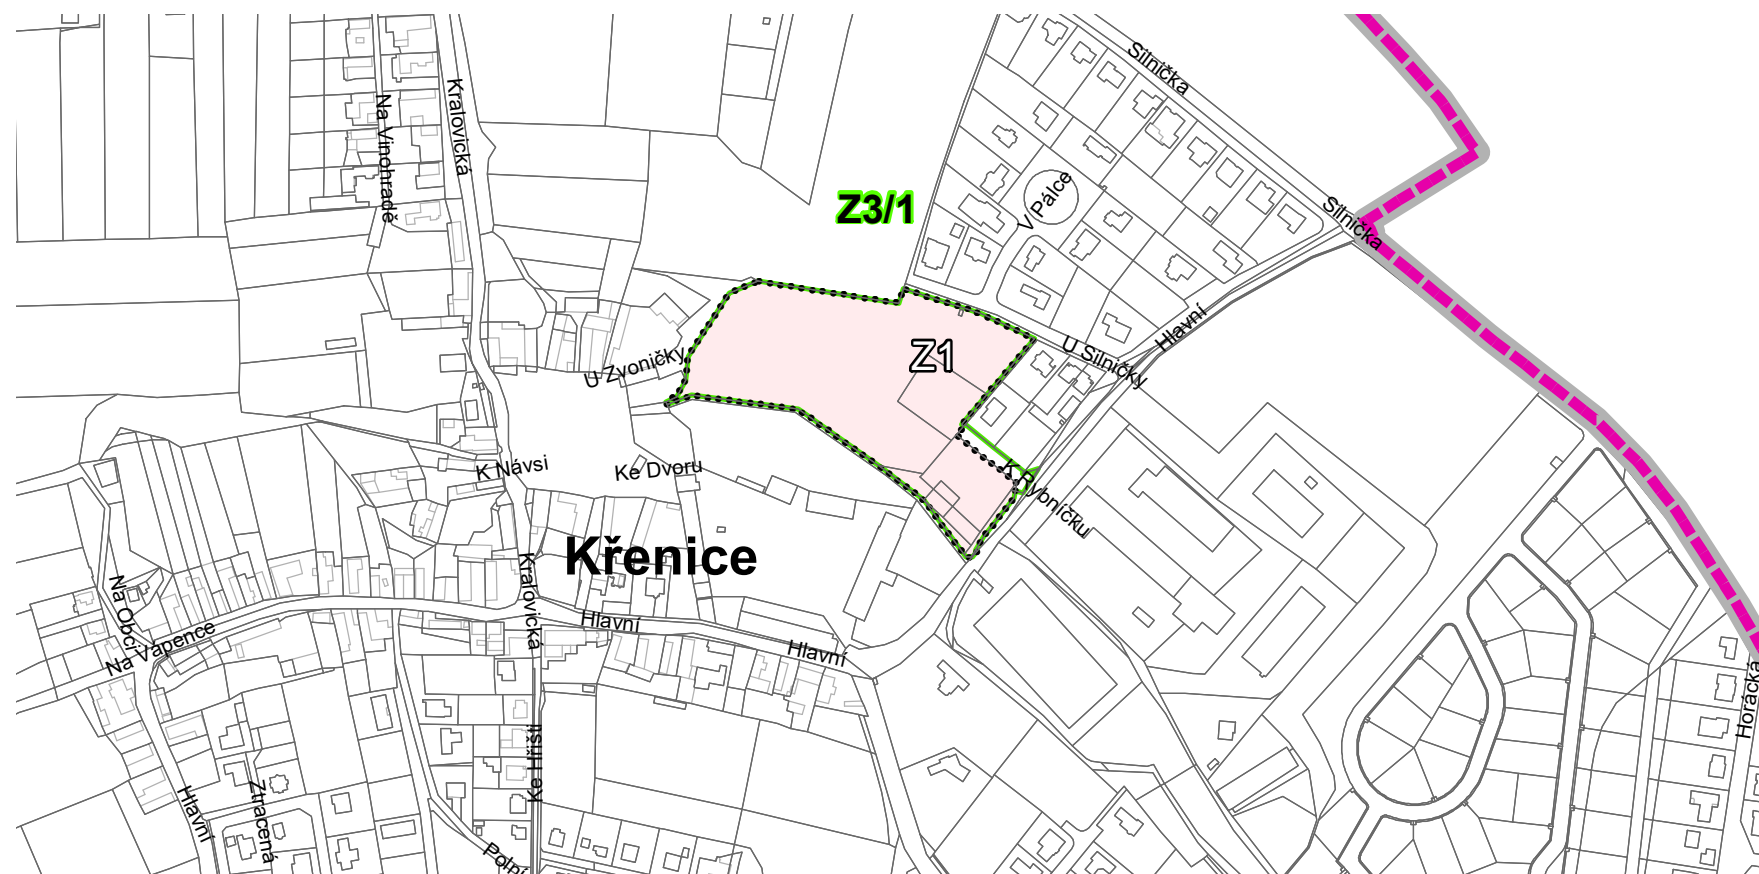 Silnička
Kralovická
Na Vinohradě
V Pálce
Z3/1
Silnička
Hlavní
Z1
U Silničky
U Zvoničky
K Návsi
Ke Dvoru
K Rybníčku
Křenice
Kralovická
Na Obci
Hlavní
Na Vápence
Hlavní
Horácká
Ke Hřišti
Hlavní
Ztracená